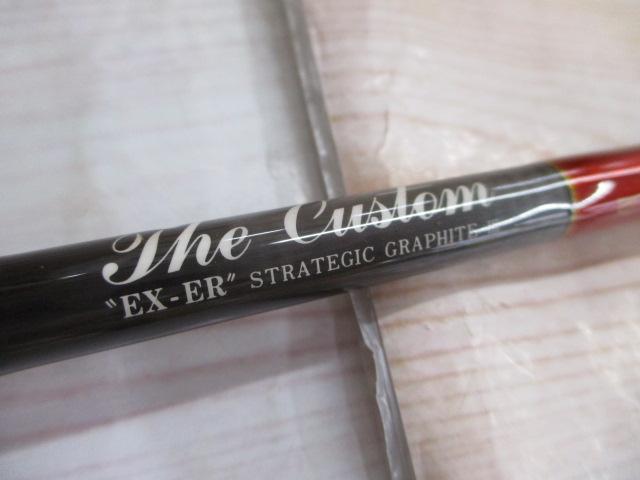 The Custom
"EX-ER" STRATEGIC GRAPHITE